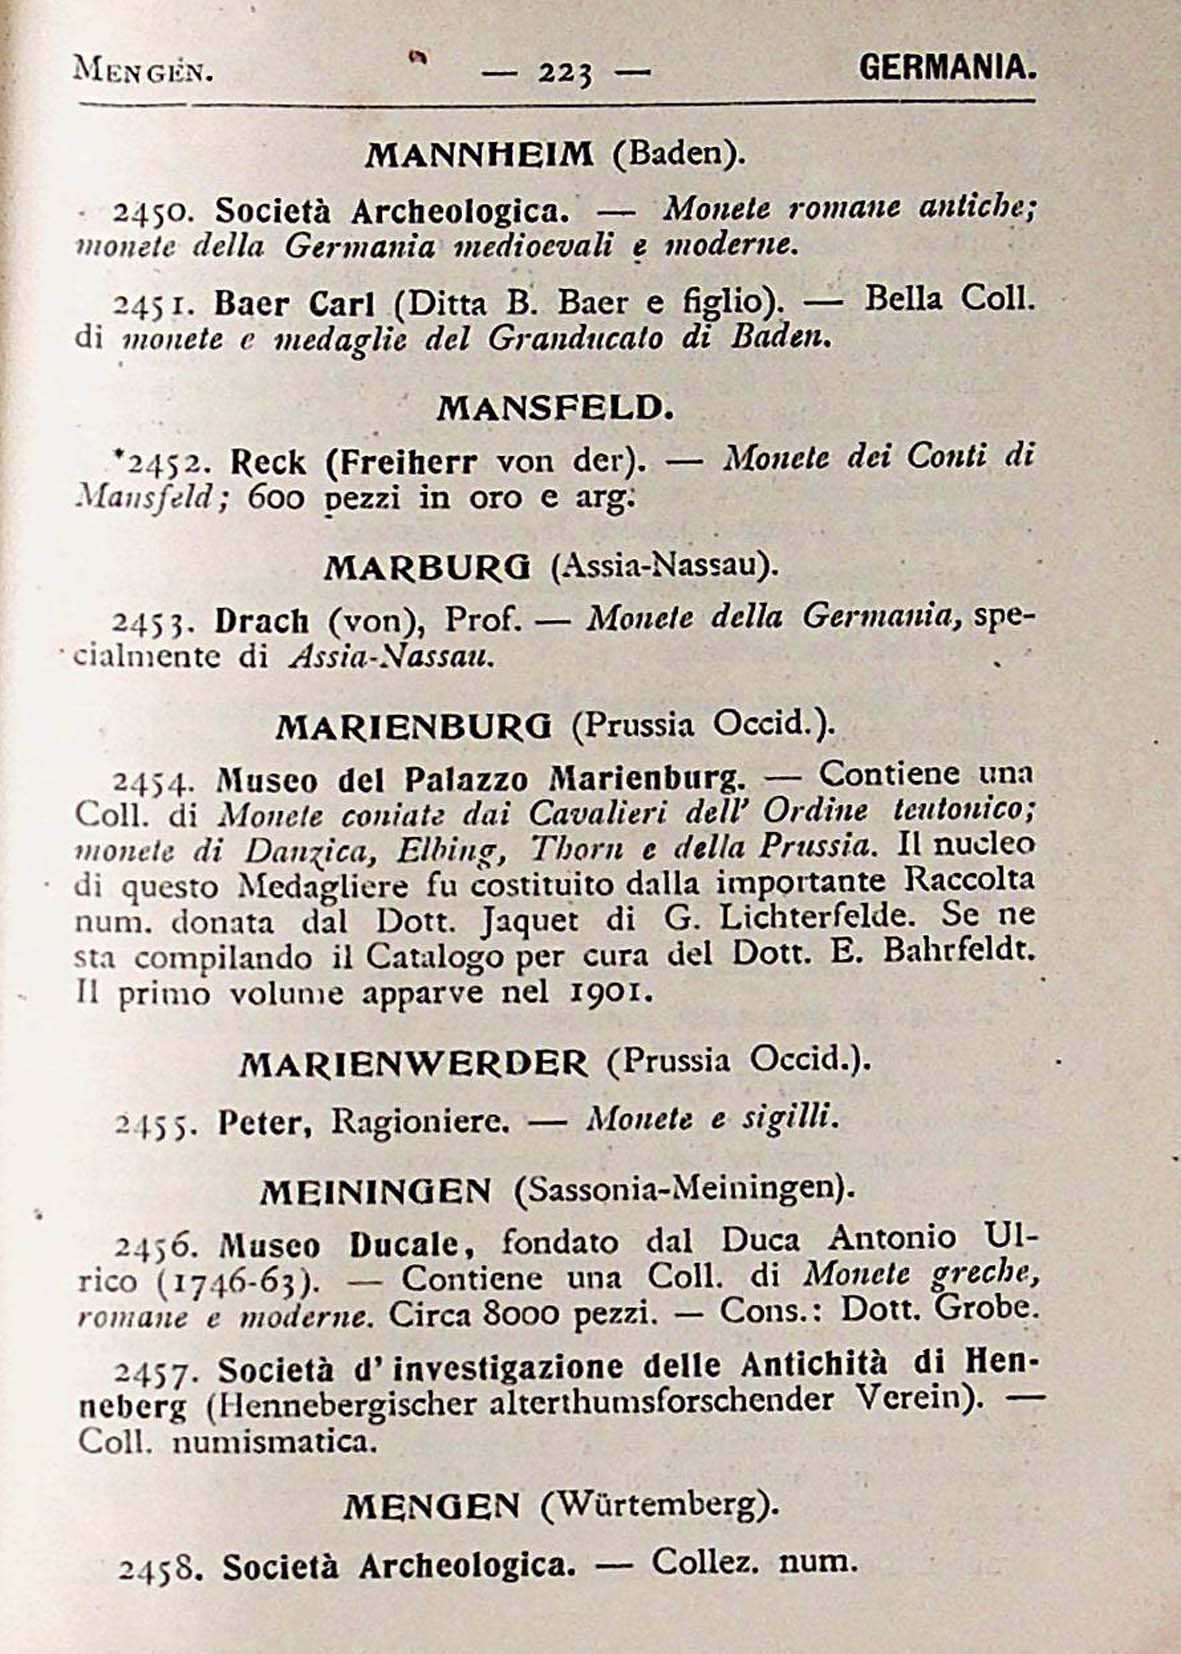 MENGEN. — 223 — GERMANIA.
MANNHEIM (Baden).
2450. Società Archeologica. — Monete romane antiche;
monete della Germania medioevali e moderne.
2451. Baer Carl (Ditta B. Baer e figlio). — Bella Coll.
di monete e medaglie del Granducato di Baden.
MANSFELD.
*2452. Reck (Freiherr von der). — Monete dei Conti di
Mansfeld; 600 pezzi in oro e arg.
MARBURG (Assia-Nassau).
2453. Drach (von), Prof. — Monete della Germania, spe-
cialmente di Assia-Nassau.
MARIENBURG (Prussia Occid.).
2454. Museo del Palazzo Marienburg. — Contiene una
Coll. di Monete coniate dai Cavalieri dell' Ordine teutonico;
monete di Danzica, Elbing, Thorn e della Prussia. Il nucleo
di questo Medagliere fu costituito dalla importante Raccolta
num. donata dal Dott. Jaquet di G. Lichterfelde. Se ne
sta compilando il Catalogo per cura del Dott. E. Bahrfeldt.
Il primo volume apparve nel 1901.
MARIENWERDER (Prussia Occid.).
2455. Peter, Ragioniere. — Monete e sigilli.
MEININGEN (Sassonia-Meiningen).
2456. Museo Ducale, fondato dal Duca Antonio Ul-
rico (1746-63). — Contiene una Coll. di Monete greche,
romane e moderne. Circa 8000 pezzi. — Cons.: Dott. Grobe.
2457. Società d' investigazione delle Antichità di Hen-
neberg (Hennebergischer alterthumsforschender Verein). —
Coll. numismatica.
MENGEN (Würtemberg).
2458. Società Archeologica. — Collez. num.